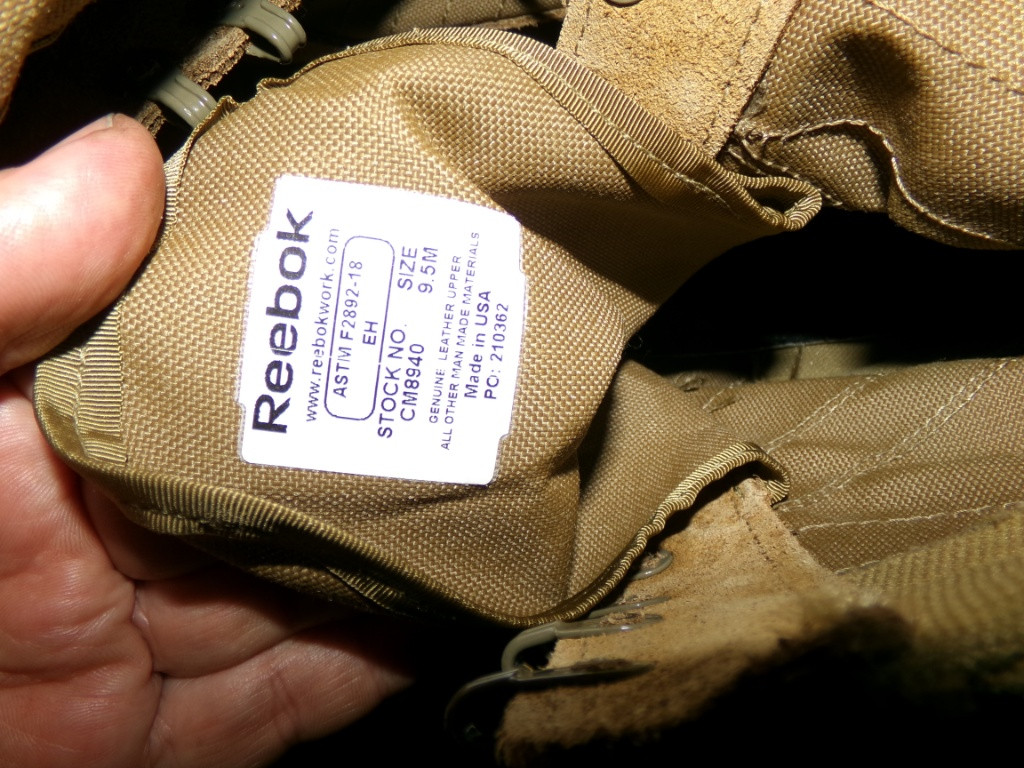 Reebok
www.reebokwork.com
ASTM F2892-18
EH
STOCK NO. SIZE
CM8940 9.5M
GENUINE LEATHER UPPER
ALL OTHER MAN MADE MATERIALS
Made in USA
PO: 210362